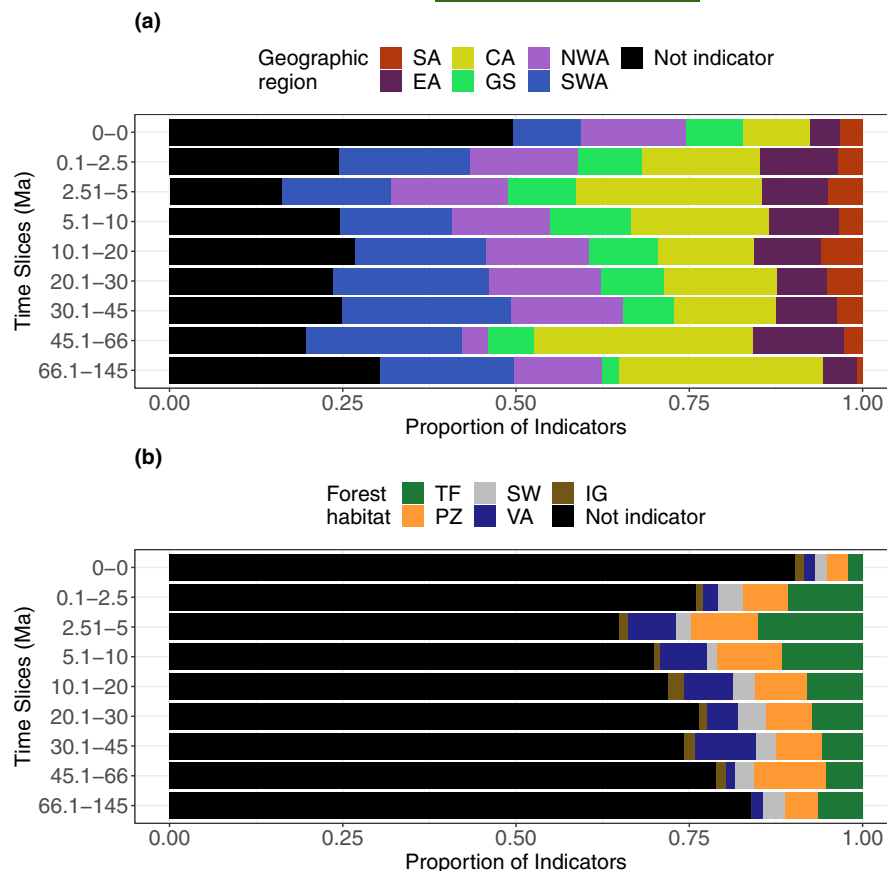 (a)
Geographic region SA CA NWA Not indicator
EA GS SWA
Time Slices (Ma)
0–0
0.1–2.5
2.51–5
5.1–10
10.1–20
20.1–30
30.1–45
45.1–66
66.1–145
0.00 0.25 0.50 0.75 1.00
Proportion of Indicators
(b)
Forest habitat TF SW IG
PZ VA Not indicator
Time Slices (Ma)
0–0
0.1–2.5
2.51–5
5.1–10
10.1–20
20.1–30
30.1–45
45.1–66
66.1–145
0.00 0.25 0.50 0.75 1.00
Proportion of Indicators